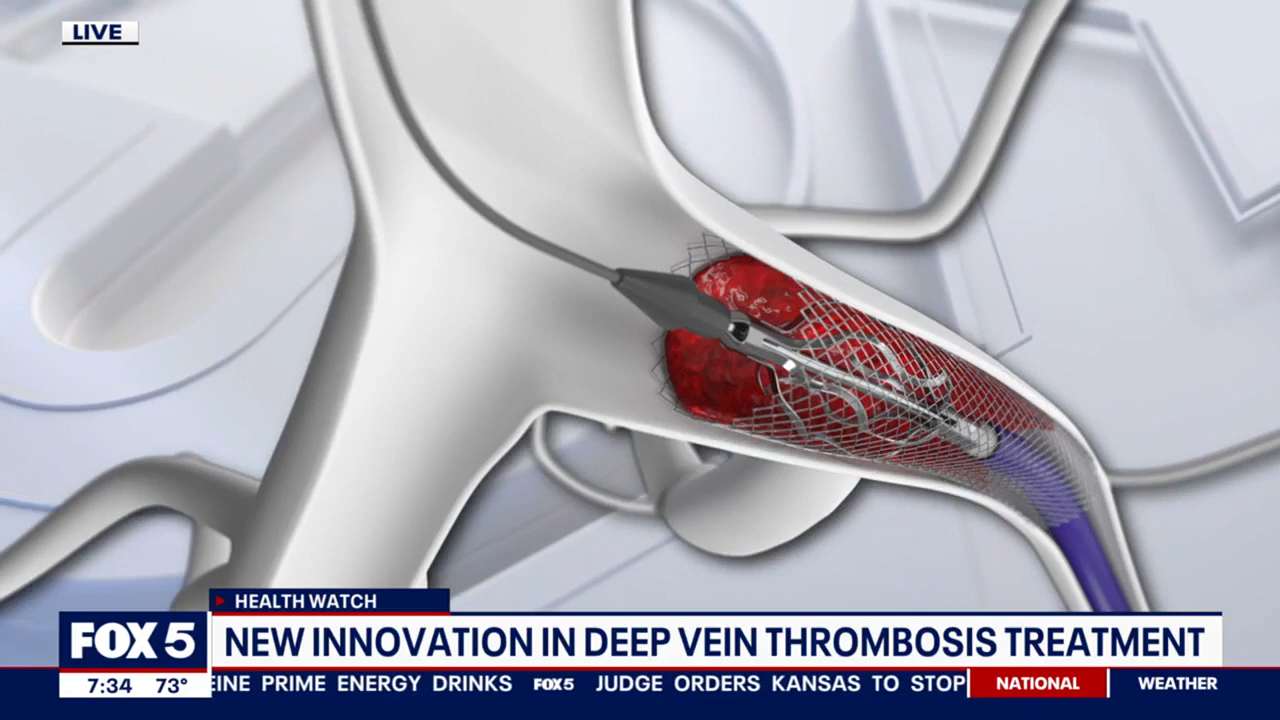 LIVE
HEALTH WATCH
FOX 5
NEW INNOVATION IN DEEP VEIN THROMBOSIS TREATMENT
7:34 73°
EINE PRIME ENERGY DRINKS FOX 5 JUDGE ORDERS KANSAS TO STOP
NATIONAL
WEATHER